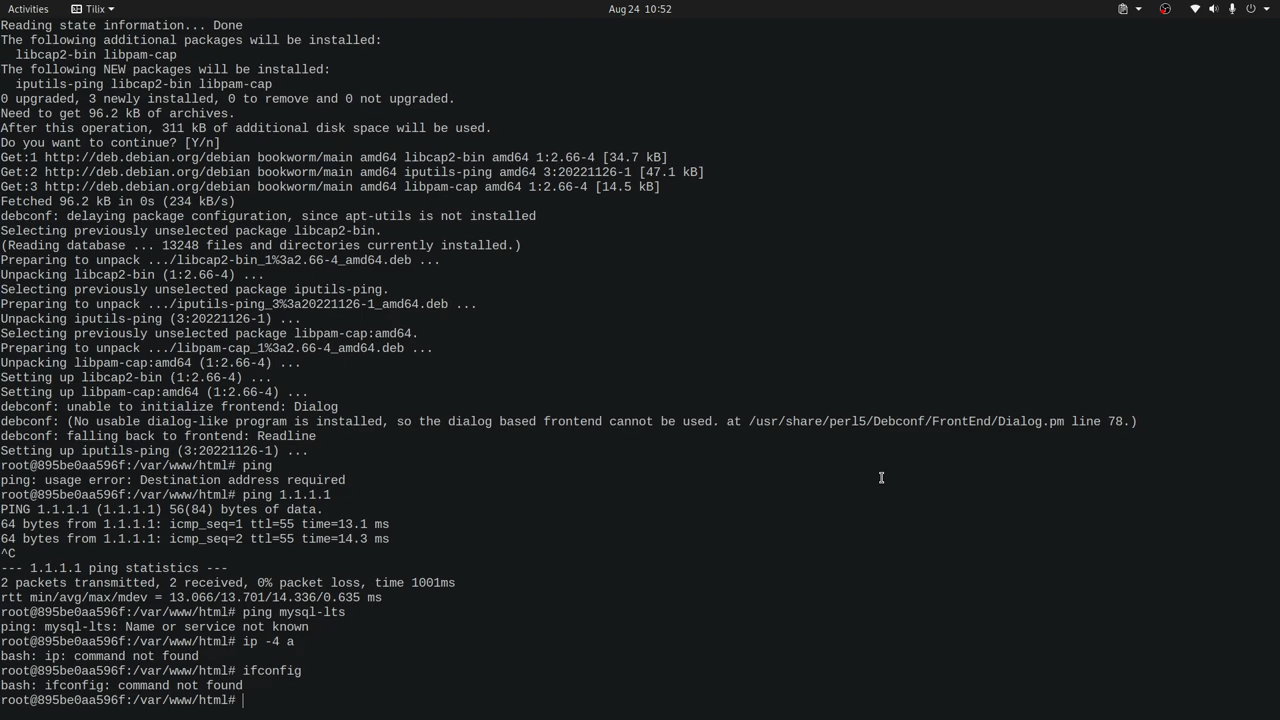 Activities Tilix Aug 24 10:52
Reading state information... Done
The following additional packages will be installed:
  libcap2-bin libpam-cap
The following NEW packages will be installed:
  iputils-ping libcap2-bin libpam-cap
0 upgraded, 3 newly installed, 0 to remove and 0 not upgraded.
Need to get 96.2 kB of archives.
After this operation, 311 kB of additional disk space will be used.
Do you want to continue? [Y/n]
Get:1 http://deb.debian.org/debian bookworm/main amd64 libcap2-bin amd64 1:2.66-4 [34.7 kB]
Get:2 http://deb.debian.org/debian bookworm/main amd64 iputils-ping amd64 3:20221126-1 [47.1 kB]
Get:3 http://deb.debian.org/debian bookworm/main amd64 libpam-cap amd64 1:2.66-4 [14.5 kB]
Fetched 96.2 kB in 0s (234 kB/s)
debconf: delaying package configuration, since apt-utils is not installed
Selecting previously unselected package libcap2-bin.
(Reading database ... 13248 files and directories currently installed.)
Preparing to unpack .../libcap2-bin_1%3a2.66-4_amd64.deb ...
Unpacking libcap2-bin (1:2.66-4) ...
Selecting previously unselected package iputils-ping.
Preparing to unpack .../iputils-ping_3%3a20221126-1_amd64.deb ...
Unpacking iputils-ping (3:20221126-1) ...
Selecting previously unselected package libpam-cap:amd64.
Preparing to unpack .../libpam-cap_1%3a2.66-4_amd64.deb ...
Unpacking libpam-cap:amd64 (1:2.66-4) ...
Setting up libcap2-bin (1:2.66-4) ...
Setting up libpam-cap:amd64 (1:2.66-4) ...
debconf: unable to initialize frontend: Dialog
debconf: (No usable dialog-like program is installed, so the dialog based frontend cannot be used. at /usr/share/perl5/Debconf/FrontEnd/Dialog.pm line 78.)
debconf: falling back to frontend: Readline
Setting up iputils-ping (3:20221126-1) ...
root@895be0aa596f:/var/www/html# ping
ping: usage error: Destination address required
root@895be0aa596f:/var/www/html# ping 1.1.1.1
PING 1.1.1.1 (1.1.1.1) 56(84) bytes of data.
64 bytes from 1.1.1.1: icmp_seq=1 ttl=55 time=13.1 ms
64 bytes from 1.1.1.1: icmp_seq=2 ttl=55 time=14.3 ms
^C
--- 1.1.1.1 ping statistics ---
2 packets transmitted, 2 received, 0% packet loss, time 1001ms
rtt min/avg/max/mdev = 13.066/13.701/14.336/0.635 ms
root@895be0aa596f:/var/www/html# ping mysql-lts
ping: mysql-lts: Name or service not known
root@895be0aa596f:/var/www/html# ip -4 a
bash: ip: command not found
root@895be0aa596f:/var/www/html# ifconfig
bash: ifconfig: command not found
root@895be0aa596f:/var/www/html#